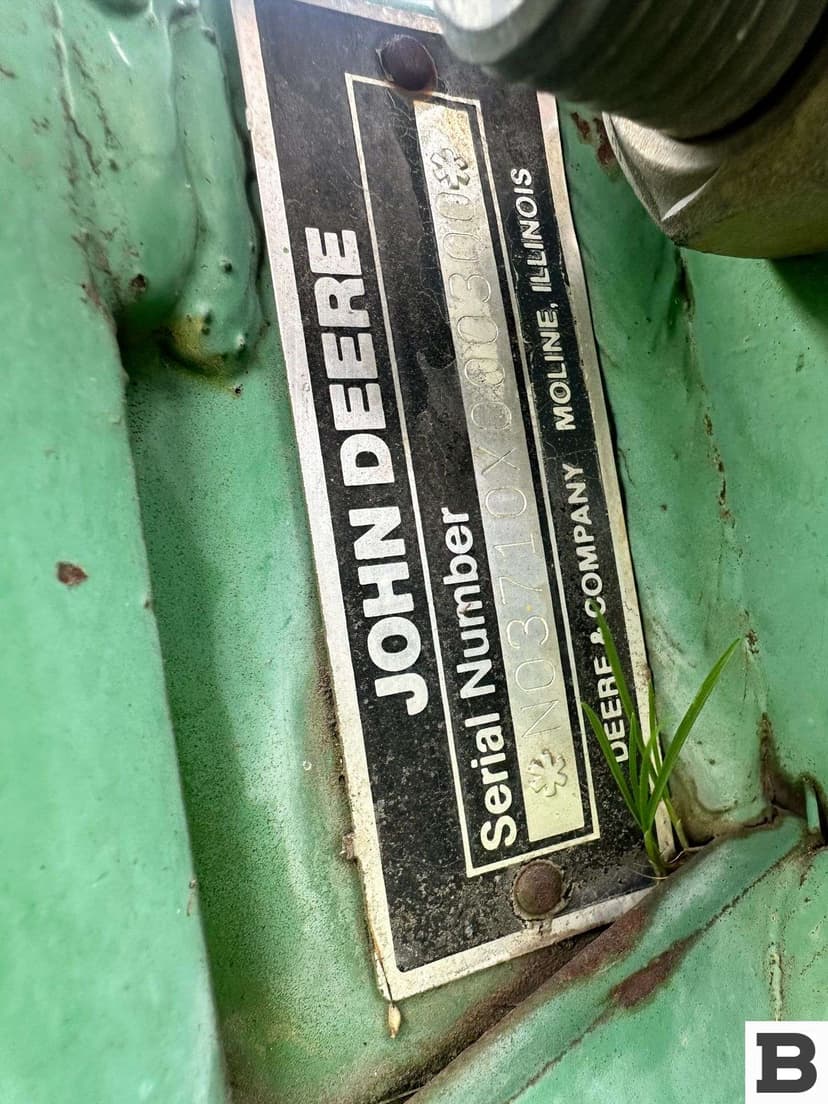 JOHN DEERE
Serial Number
*N03710X000300*
DEERE & COMPANY MOLINE, ILLINOIS
B